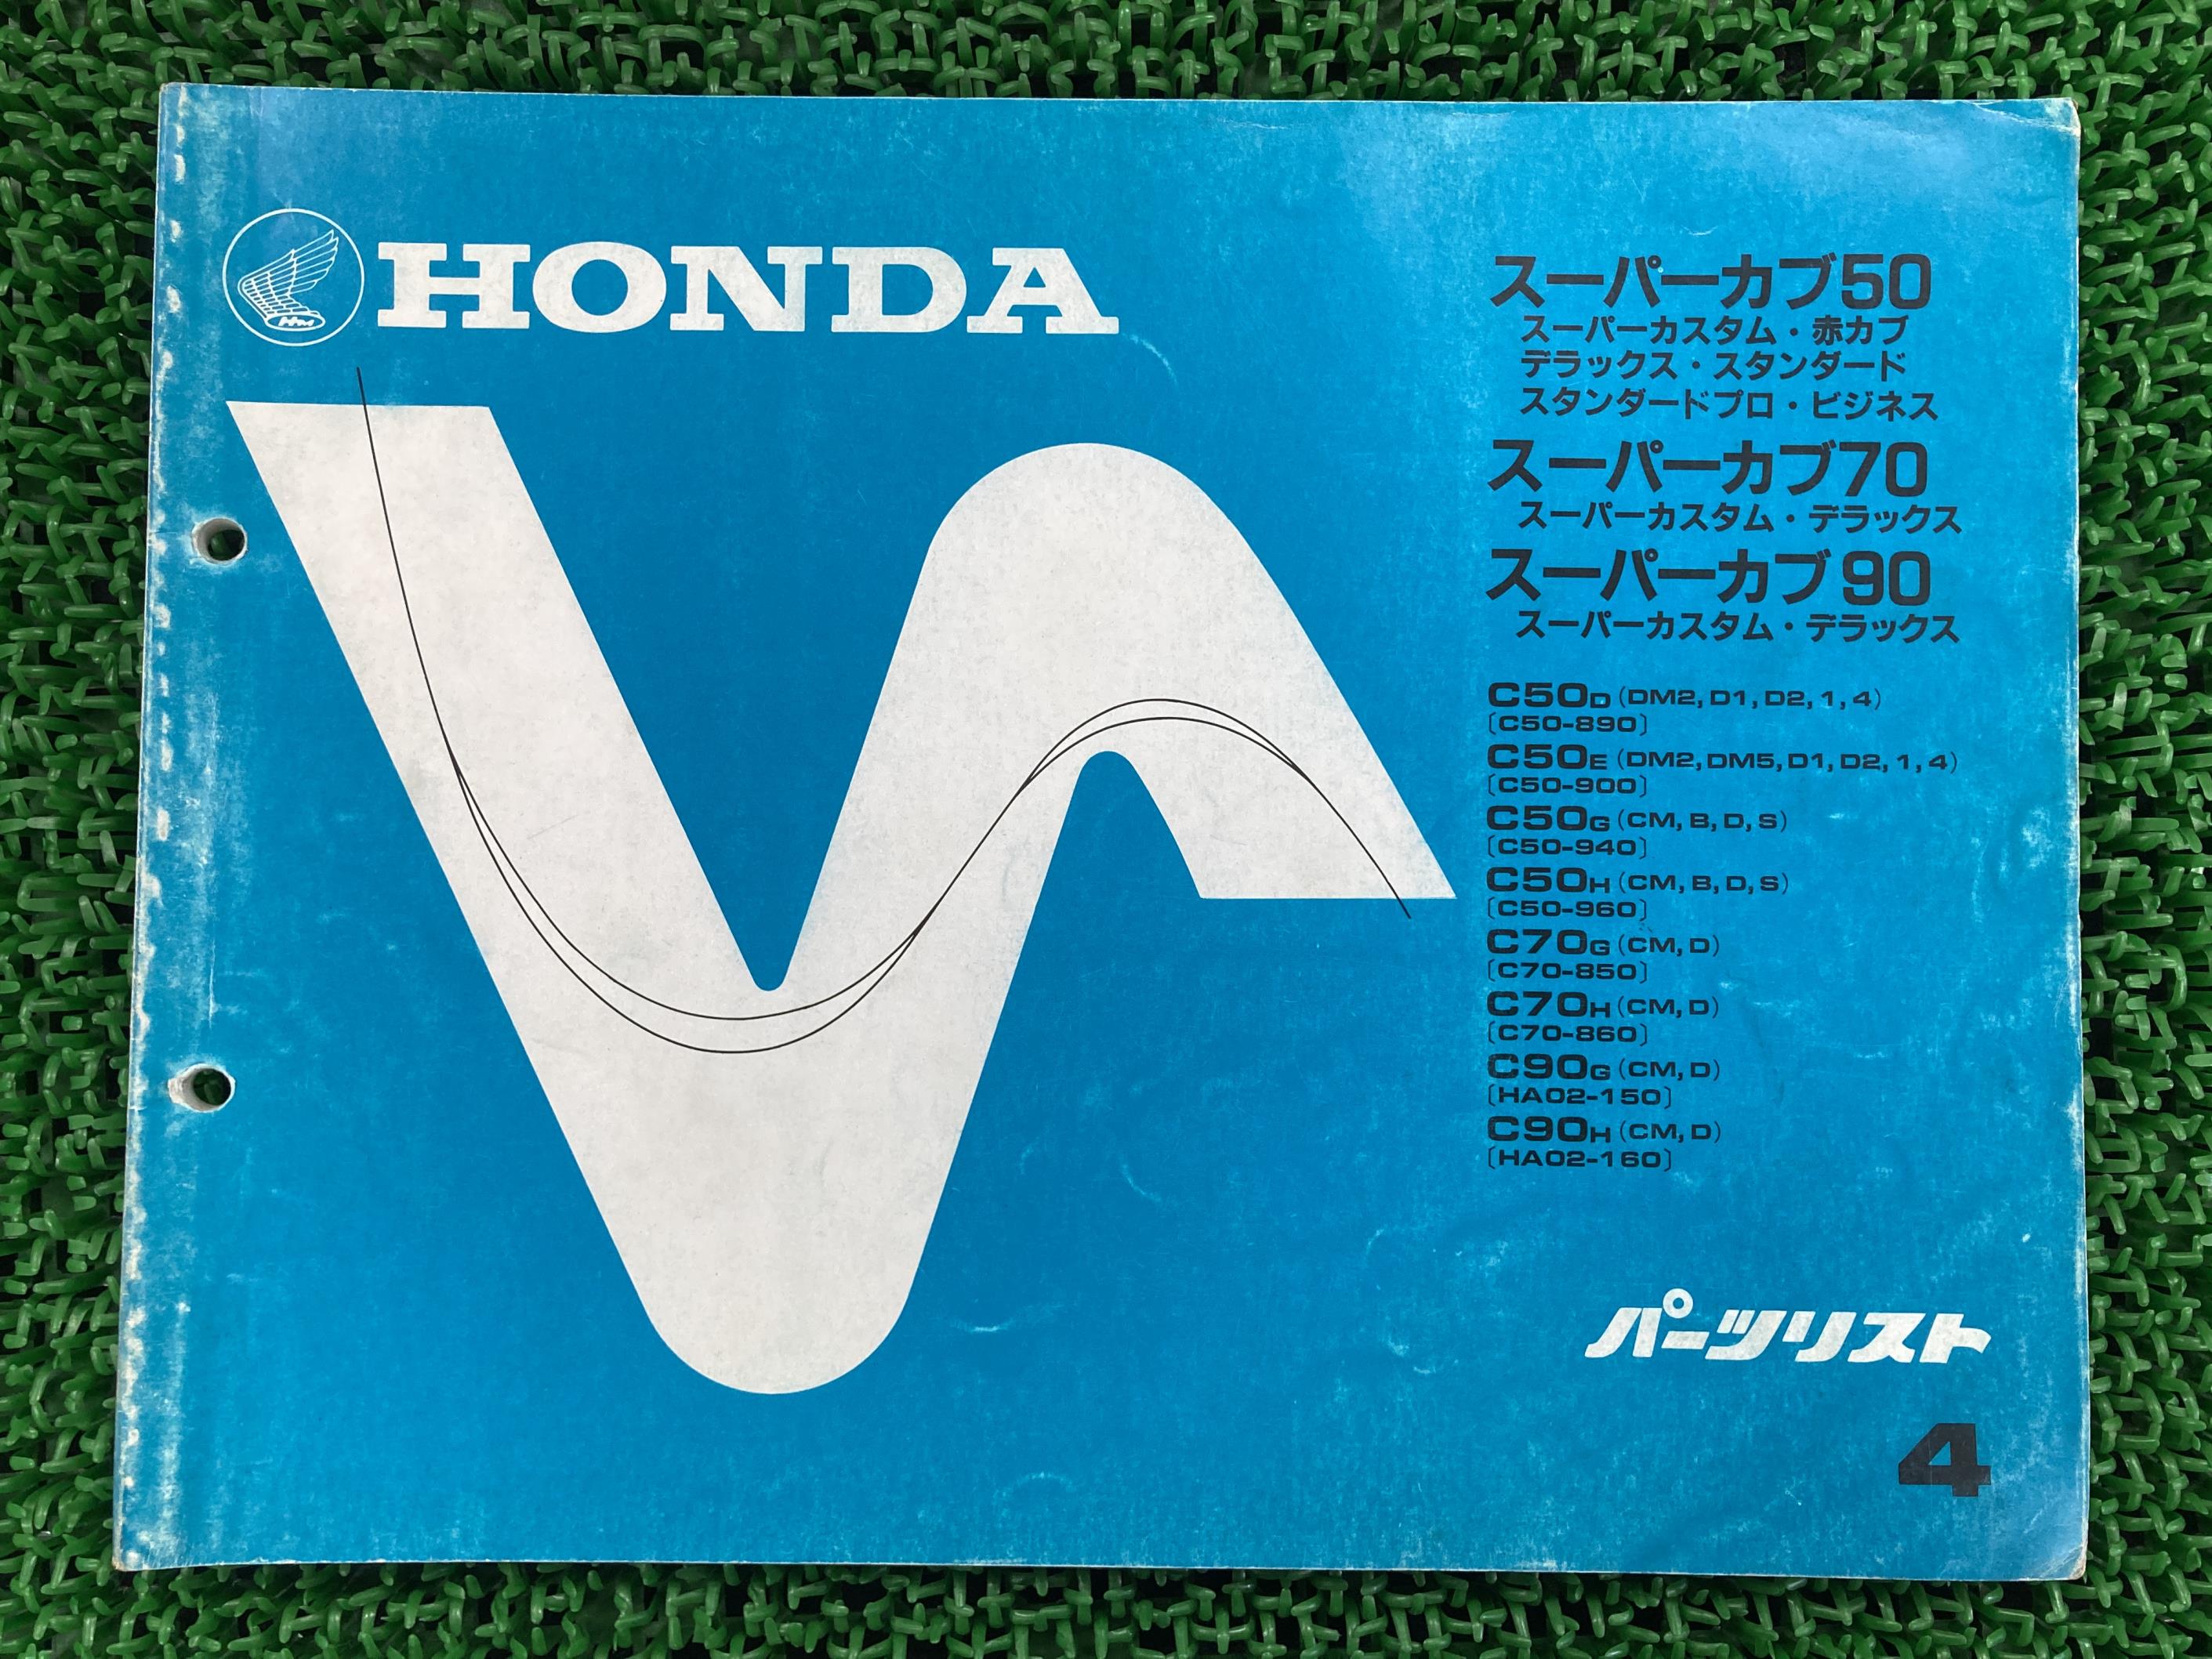 HONDA
HM
スーパーカブ50
スーパーカスタム・赤カブ
デラックス・スタンダード
スタンダードプロ・ビジネス
スーパーカブ70
スーパーカスタム・デラックス
スーパーカブ90
スーパーカスタム・デラックス
C50D (DM2, D1, D2, 1, 4)
[C50-890]
C50E (DM2, DM5, D1, D2, 1, 4)
[C50-900]
C50G (CM, B, D, S)
[C50-940]
C50H (CM, B, D, S)
[C50-960]
C70G (CM, D)
[C70-850]
C70H (CM, D)
[C70-860]
C90G (CM, D)
[HA02-150]
C90H (CM, D)
[HA02-160]
パーツリスト
4